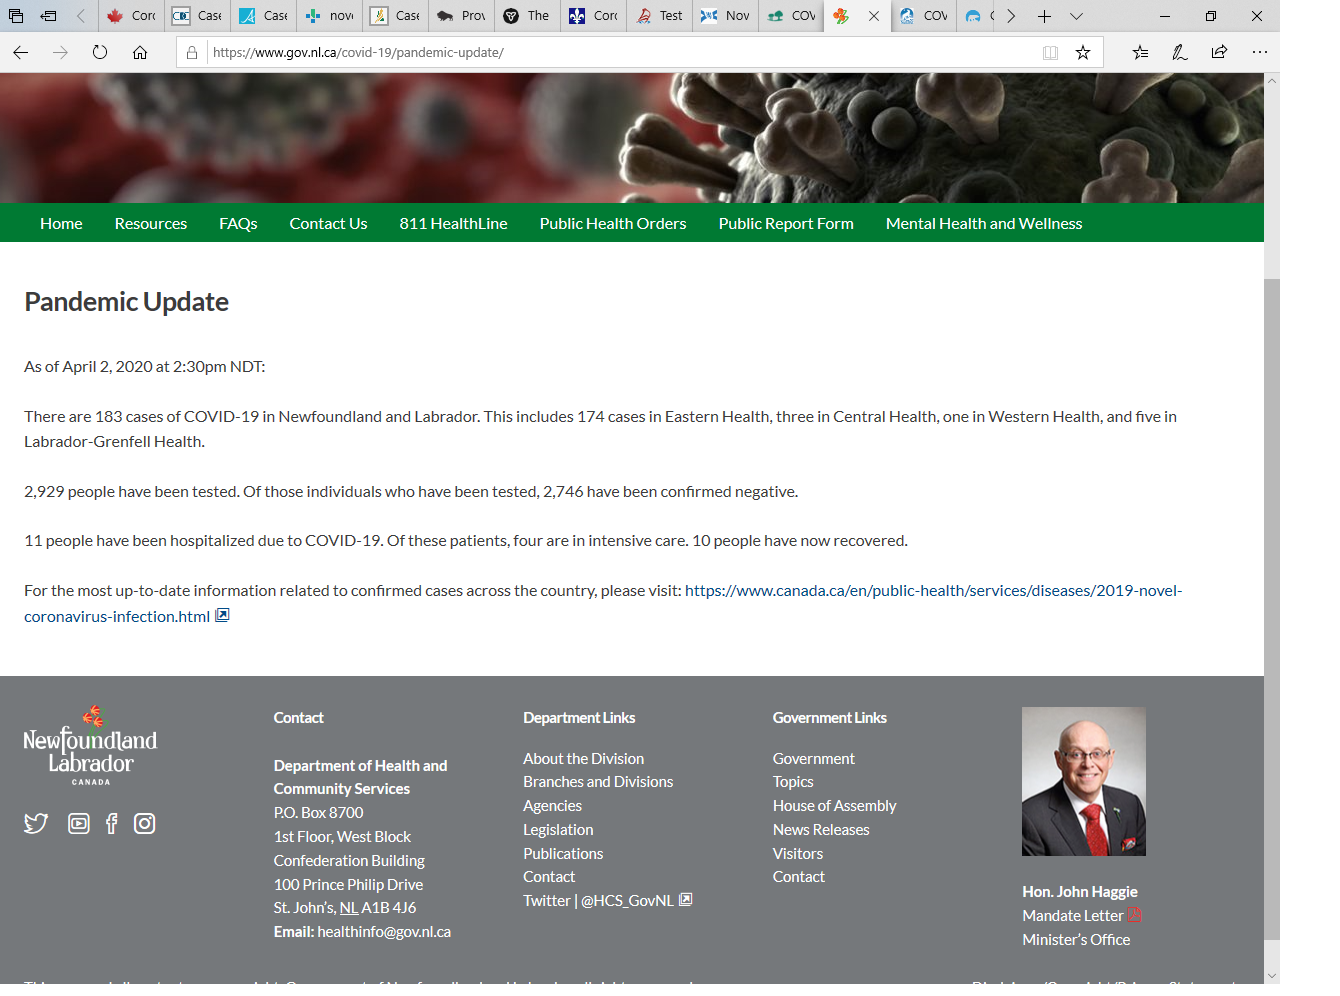 Corc
Case
Case
nove
Case
Prov
The
Corc
Test
Nov
COV
COV
https://www.gov.nl.ca/covid-19/pandemic-update/
Home Resources FAQs Contact Us 811 HealthLine Public Health Orders Public Report Form Mental Health and Wellness
Pandemic Update
As of April 2, 2020 at 2:30pm NDT:
There are 183 cases of COVID-19 in Newfoundland and Labrador. This includes 174 cases in Eastern Health, three in Central Health, one in Western Health, and five in
Labrador-Grenfell Health.
2,929 people have been tested. Of those individuals who have been tested, 2,746 have been confirmed negative.
11 people have been hospitalized due to COVID-19. Of these patients, four are in intensive care. 10 people have now recovered.
For the most up-to-date information related to confirmed cases across the country, please visit: https://www.canada.ca/en/public-health/services/diseases/2019-novel-
coronavirus-infection.html
Newfoundland
Labrador
CANADA
Contact
Department of Health and
Community Services
P.O. Box 8700
1st Floor, West Block
Confederation Building
100 Prince Philip Drive
St. John's, NL A1B 4J6
Email: healthinfo@gov.nl.ca
Department Links
About the Division
Branches and Divisions
Agencies
Legislation
Publications
Contact
Twitter | @HCS_GovNL
Government Links
Government
Topics
House of Assembly
News Releases
Visitors
Contact
Hon. John Haggie
Mandate Letter
Minister's Office